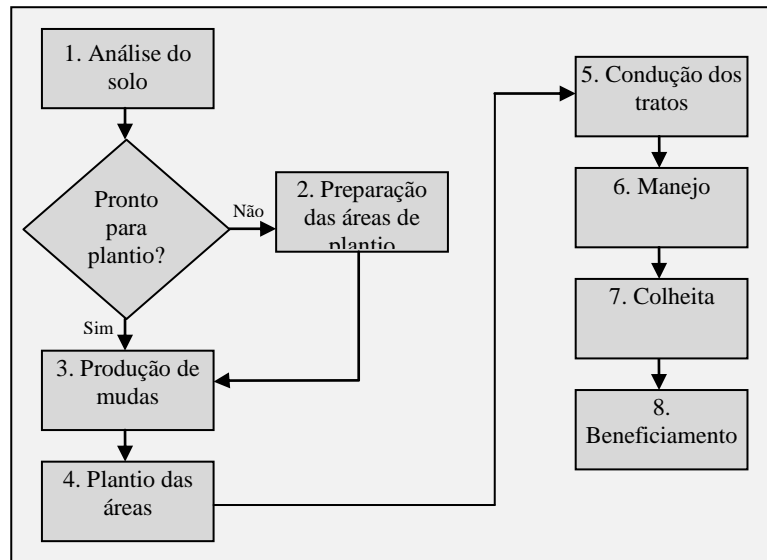 1. Análise do
solo
Pronto
para
plantio?
Não
2. Preparação
das áreas de
plantio
Sim
3. Produção de
mudas
4. Plantio das
áreas
5. Condução dos
tratos
6. Manejo
7. Colheita
8.
Beneficiamento